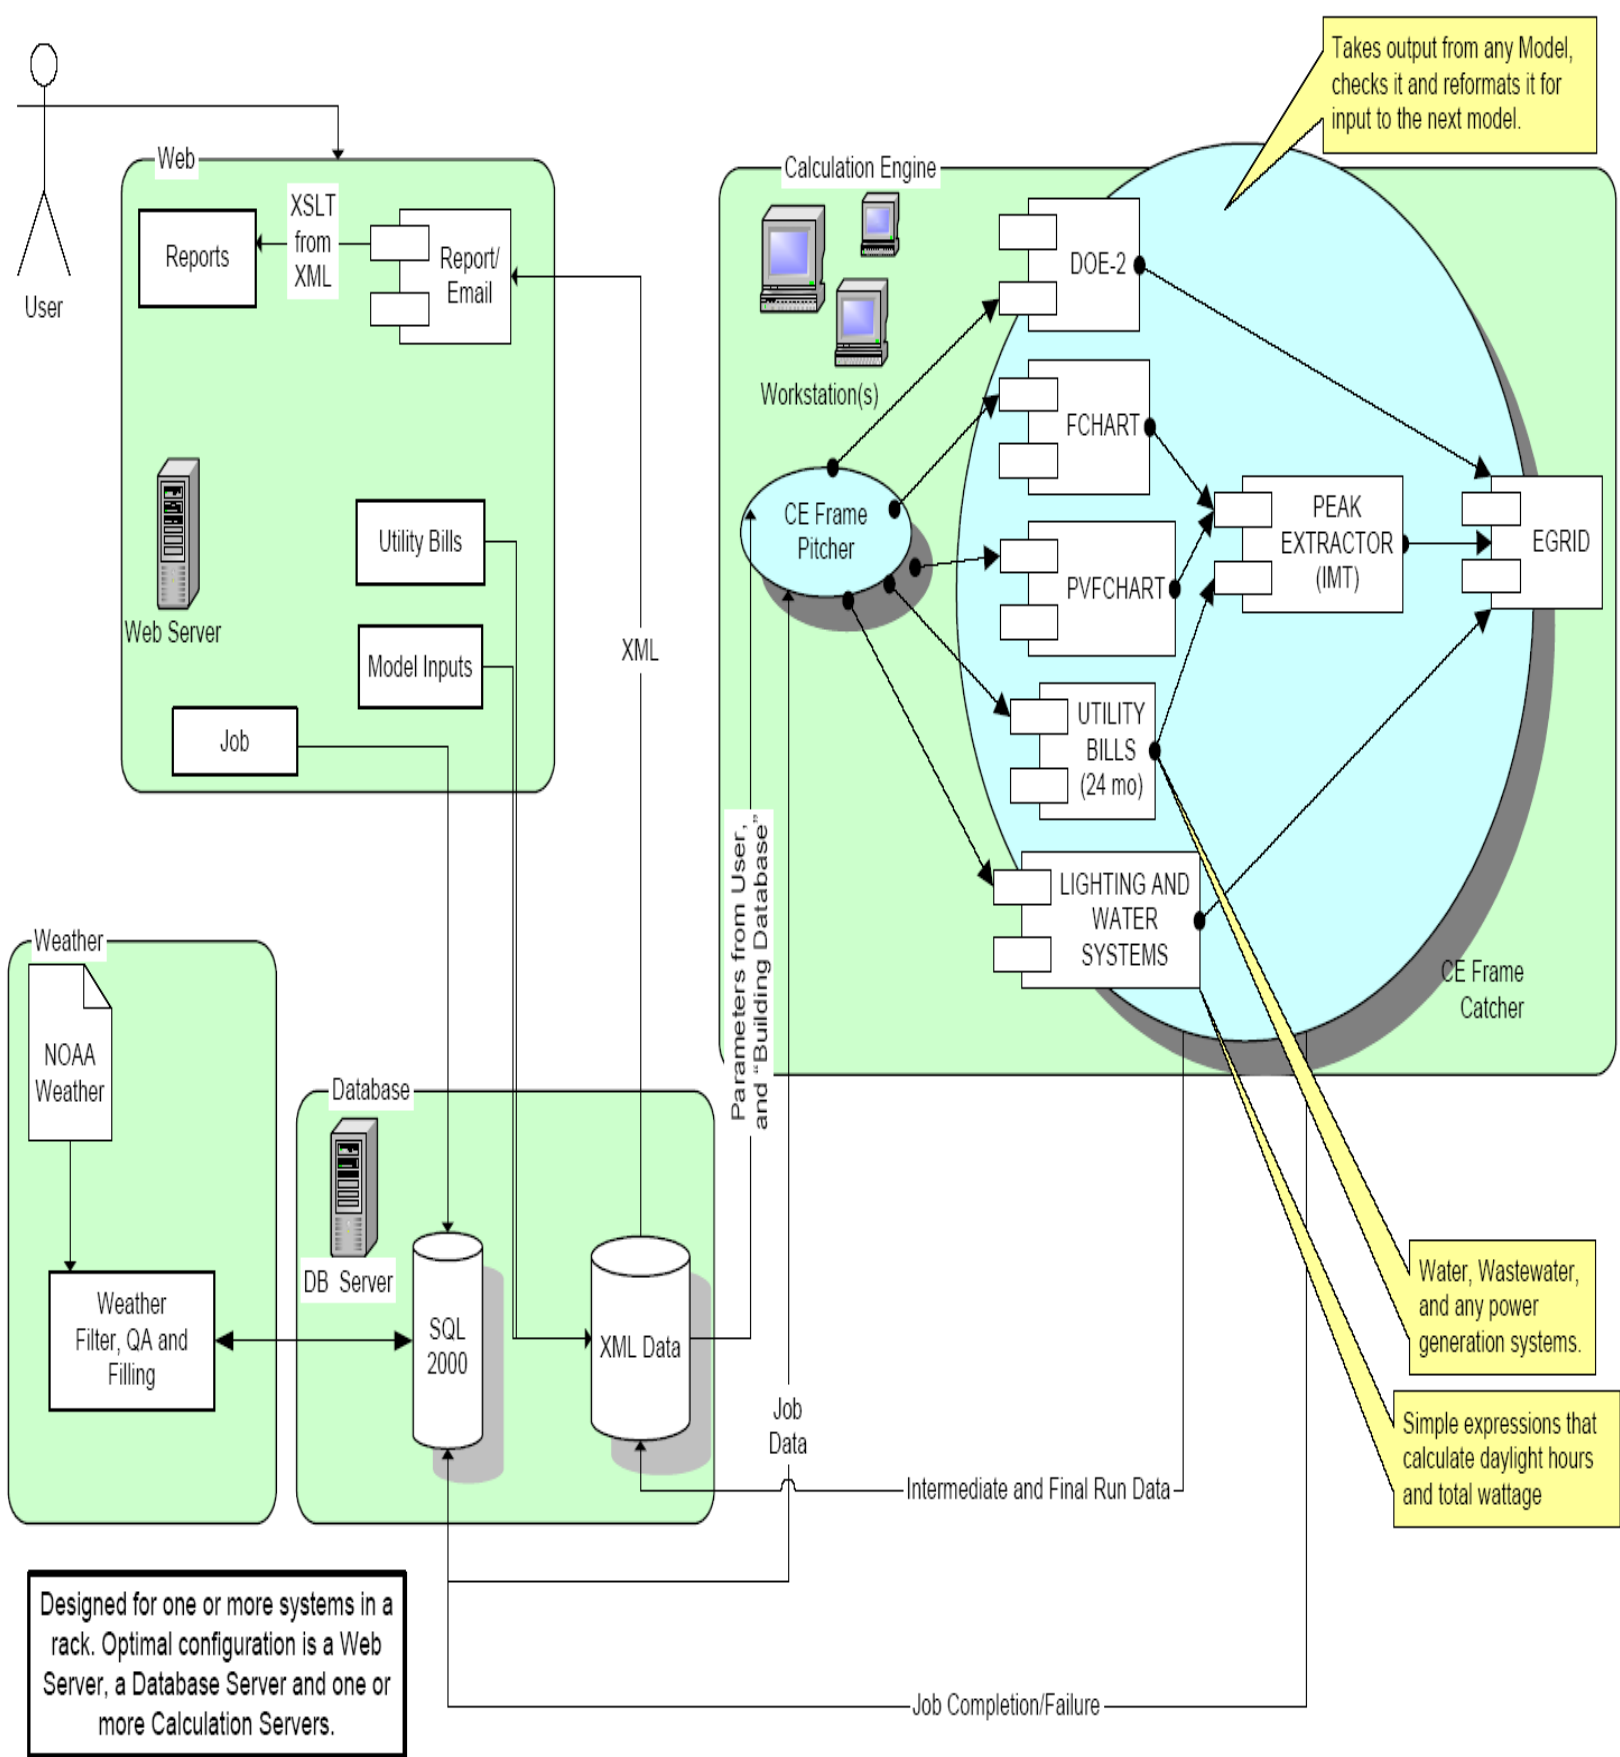 Takes output from any Model,
checks it and reformats it for
input to the next model.
User
Web
Reports
XSLT
from
XML
Report/
Email
Web Server
Utility Bills
Model Inputs
Job
XML
Calculation Engine
Workstation(s)
CE Frame
Pitcher
DOE-2
FCHART
PVFCHART
UTILITY
BILLS
(24 mo)
LIGHTING AND
WATER
SYSTEMS
PEAK
EXTRACTOR
(IMT)
EGRID
CE Frame
Catcher
Parameters from User,
and “Building Database”
Weather
NOAA
Weather
Weather
Filter, QA and
Filling
Database
DB Server
SQL
2000
XML Data
Job
Data
Intermediate and Final Run Data
Job Completion/Failure
Water, Wastewater,
and any power
generation systems.
Simple expressions that
calculate daylight hours
and total wattage
Designed for one or more systems in a
rack. Optimal configuration is a Web
Server, a Database Server and one or
more Calculation Servers.